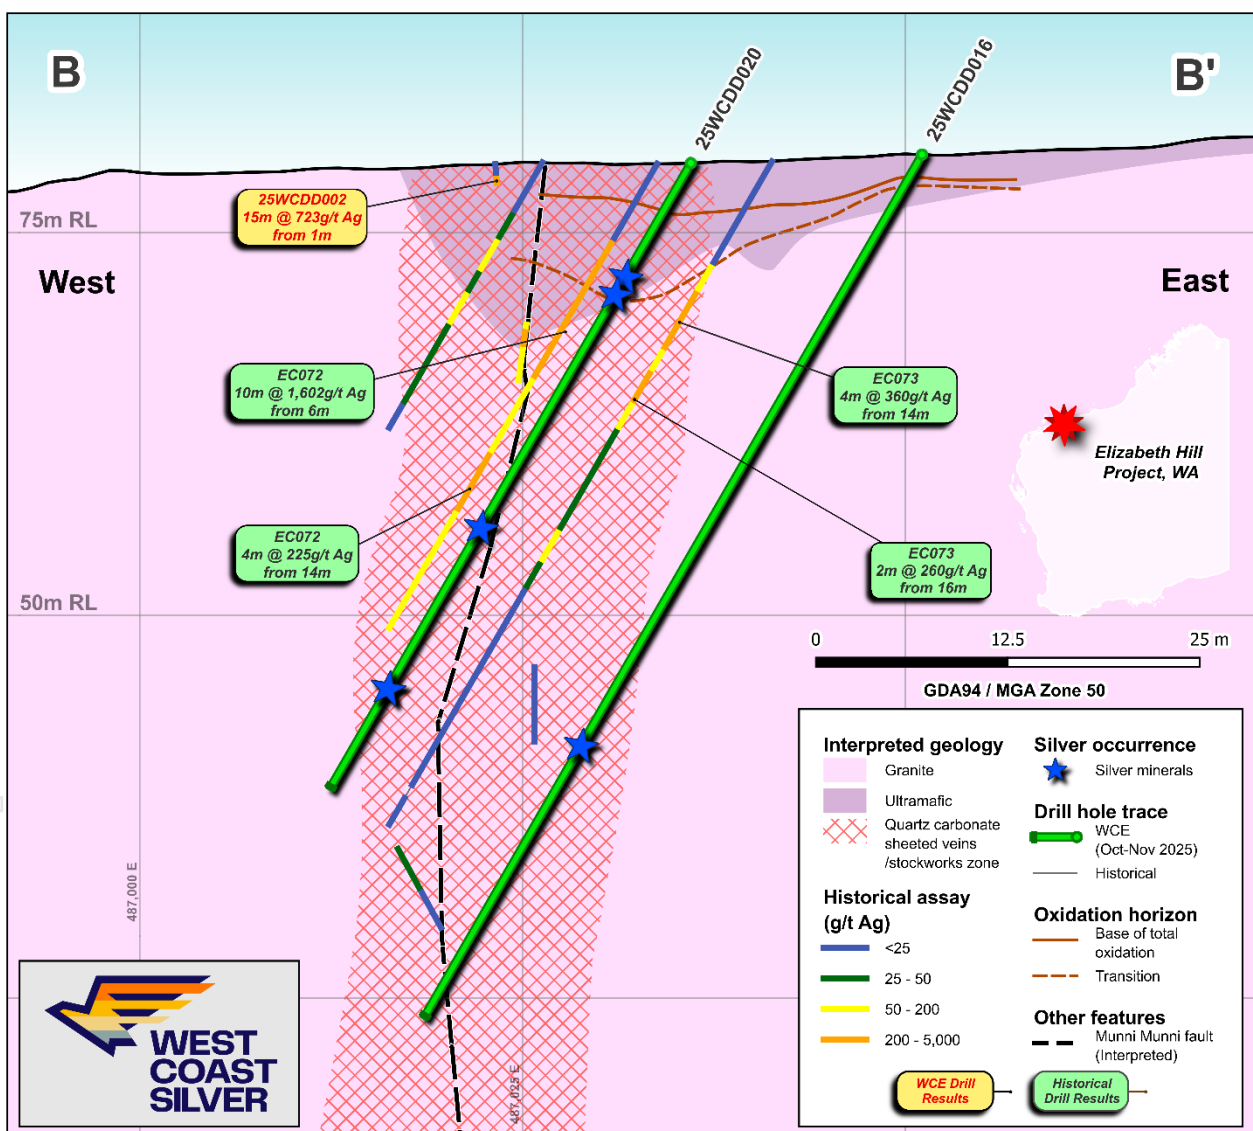 B
B'
25WCDD020
25WCDD016
25WCDD002
15m @ 723g/t Ag
from 1m
75m RL
West
East
EC072
10m @ 1,602g/t Ag
from 6m
EC073
4m @ 360g/t Ag
from 14m
Elizabeth Hill
Project, WA
EC072
4m @ 225g/t Ag
from 14m
EC073
2m @ 260g/t Ag
from 16m
50m RL
0 12.5 25 m
GDA94 / MGA Zone 50
487,000 E
487,025 E
Interpreted geology
Granite
Ultramafic
Quartz carbonate
sheeted veins
/stockworks zone
Historical assay
(g/t Ag)
<25
25 - 50
50 - 200
200 - 5,000
Silver occurrence
Silver minerals
Drill hole trace
WCE
(Oct-Nov 2025)
Historical
Oxidation horizon
Base of total
oxidation
Transition
Other features
Munni Munni fault
(Interpreted)
WCE Drill
Results
Historical
Drill Results
WEST
COAST
SILVER